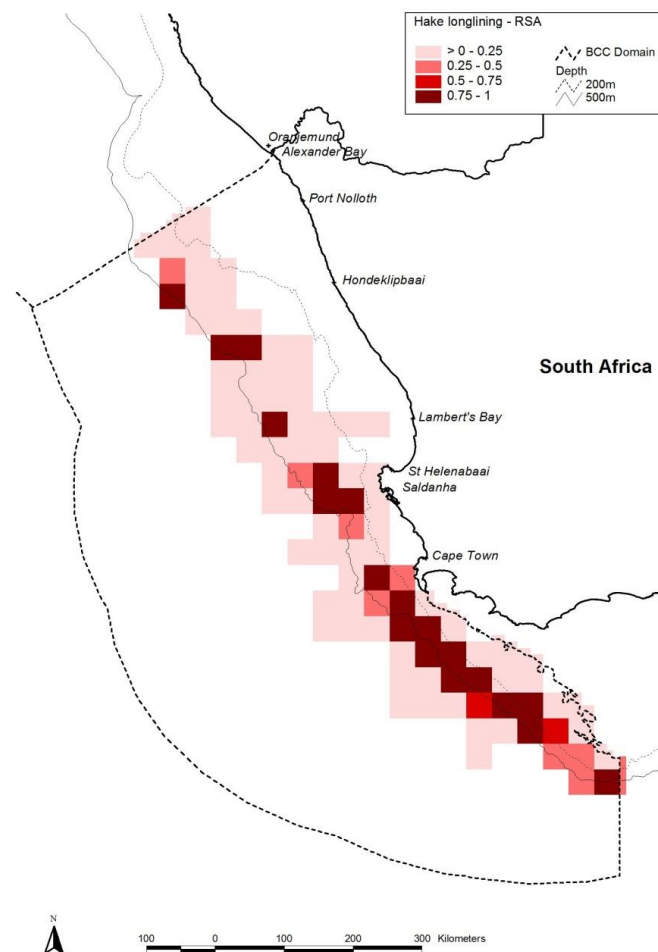 Hake longlining - RSA
> 0 - 0.25
0.25 - 0.5
0.5 - 0.75
0.75 - 1
BCC Domain
Depth
200m
500m
Oranjemund
Alexander Bay
Port Nolloth
Hondeklipbaai
South Africa
Lambert's Bay
St Helenabaai
Saldanha
Cape Town
N
100 0 100 200 300 Kilometers